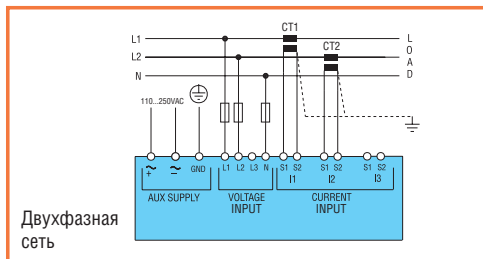 CT1
L1
L
L2
CT2
O
A
N
D
110...250VAC
~
+
~
–
GND
L1 L2 L3 N S1 S2 S1 S2 S1 S2
I1 I2 I3
AUX SUPPLY
VOLTAGE
INPUT
CURRENT
INPUT
Двухфазная
сеть